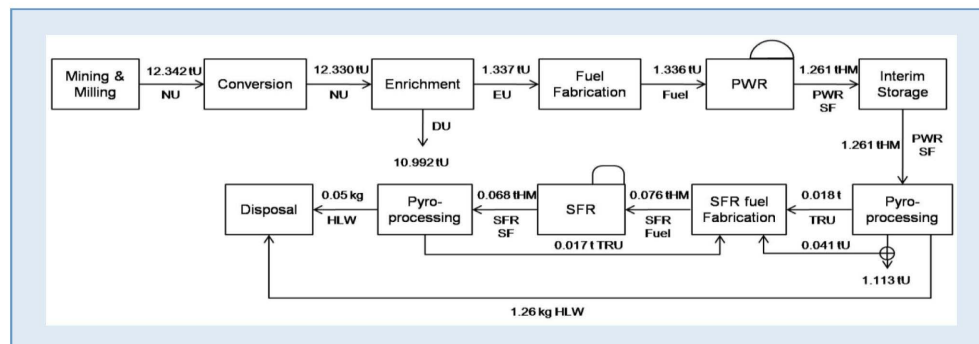 Mining &
Milling
12.342 tU
NU
Conversion
12.330 tU
NU
Enrichment
1.337 tU
EU
Fuel
Fabrication
1.336 tU
Fuel
PWR
1.261 tHM
PWR
SF
Interim
Storage
DU
10.992 tU
1.261 tHM
PWR
SF
Disposal
0.05 kg
HLW
Pyro-
processing
0.068 tHM
SFR
SF
SFR
0.076 tHM
SFR
Fuel
SFR fuel
Fabrication
0.018 t
TRU
Pyro-
processing
0.017 t TRU
0.041 tU
1.113 tU
1.26 kg HLW